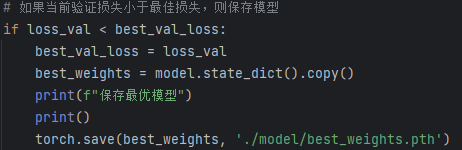 # 如果当前验证损失小于最佳损失，则保存模型
if loss_val < best_val_loss:
    best_val_loss = loss_val
    best_weights = model.state_dict().copy()
    print(f"保存最优模型")
    print()
    torch.save(best_weights, './model/best_weights.pth')